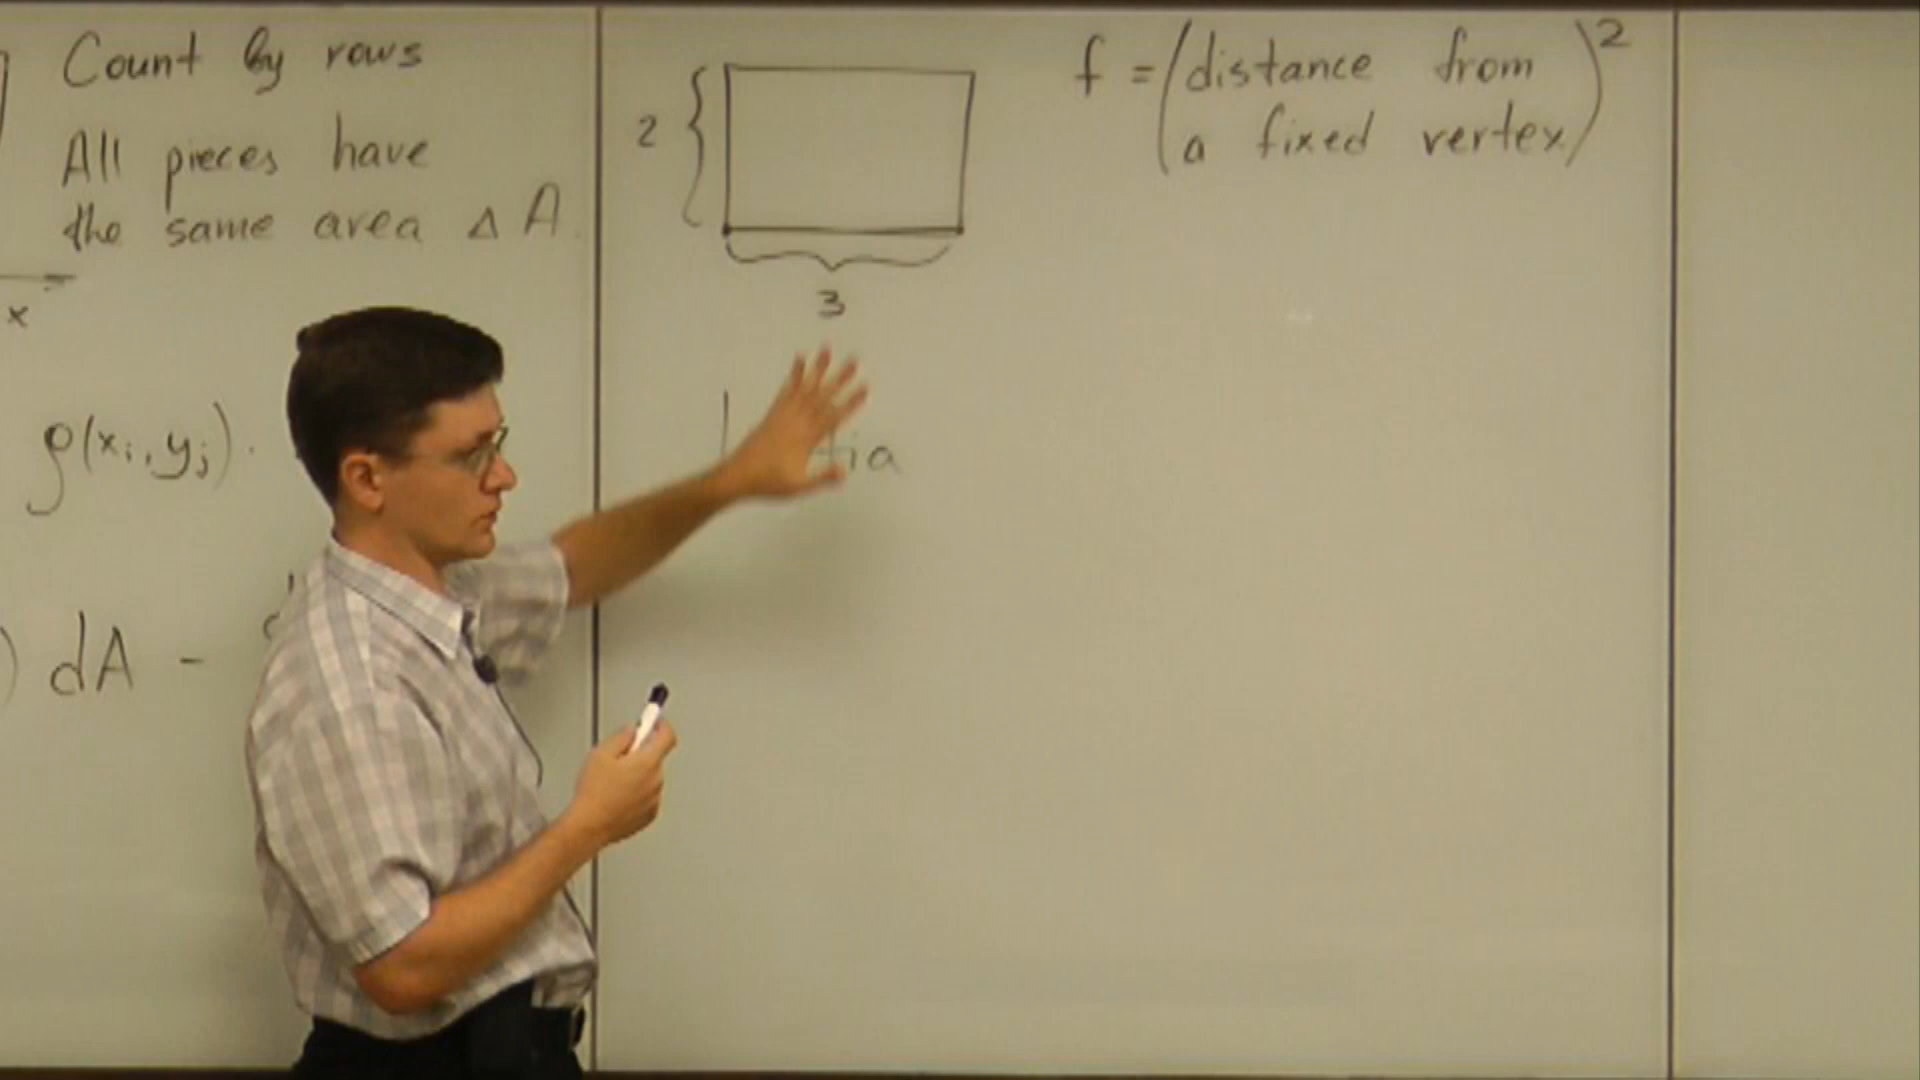 Count by rows
All pieces have
the same area Δ A
x
ρ(xᵢ, yⱼ) ·
) dA -
2
3
f = (distance from a fixed vertex)²